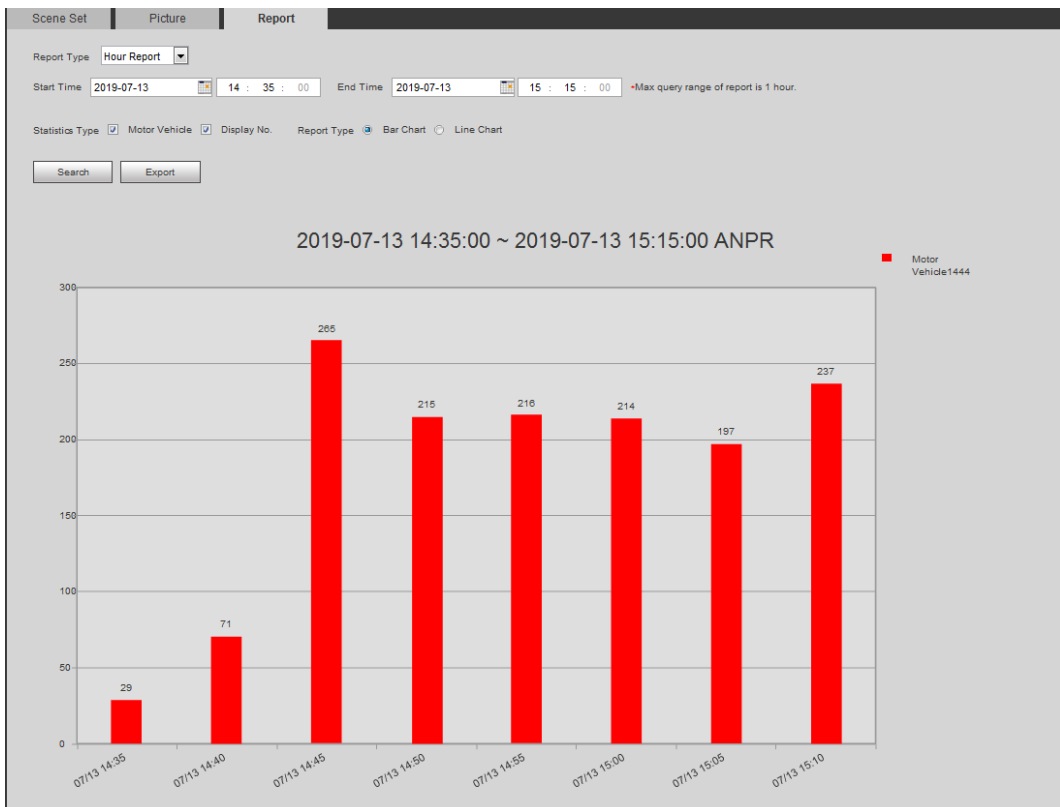 Scene Set Picture Report
Report Type Hour Report
Start Time 2019-07-13 14 : 35 : 00 End Time 2019-07-13 15 : 15 : 00 *Max query range of report is 1 hour.
Statistics Type Motor Vehicle Display No. Report Type Bar Chart Line Chart
Search Export
2019-07-13 14:35:00 ~ 2019-07-13 15:15:00 ANPR
Motor
Vehicle1444
300
265
250
237
215
216
214
200
197
150
100
71
50
29
0
07/13 14:35 07/13 14:40 07/13 14:45 07/13 14:50 07/13 14:55 07/13 15:00 07/13 15:05 07/13 15:10